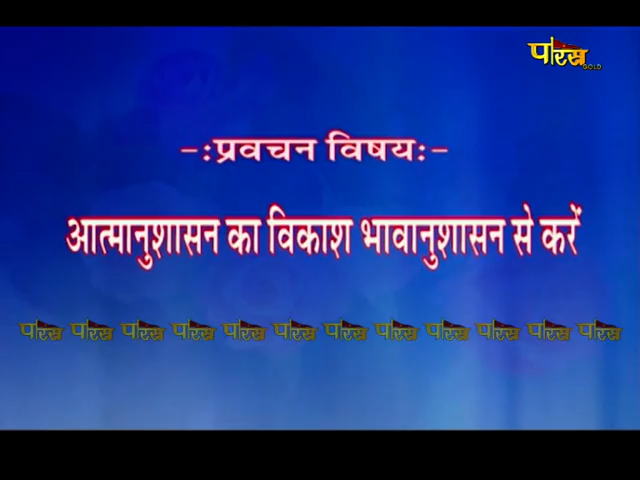 पारस
GOLD
-:प्रवचन विषय:-
आत्मानुशासन का विकाश भावानुशासन से करें
पारस पारस पारस पारस पारस पारस पारस पारस पारस पारस पारस पारस